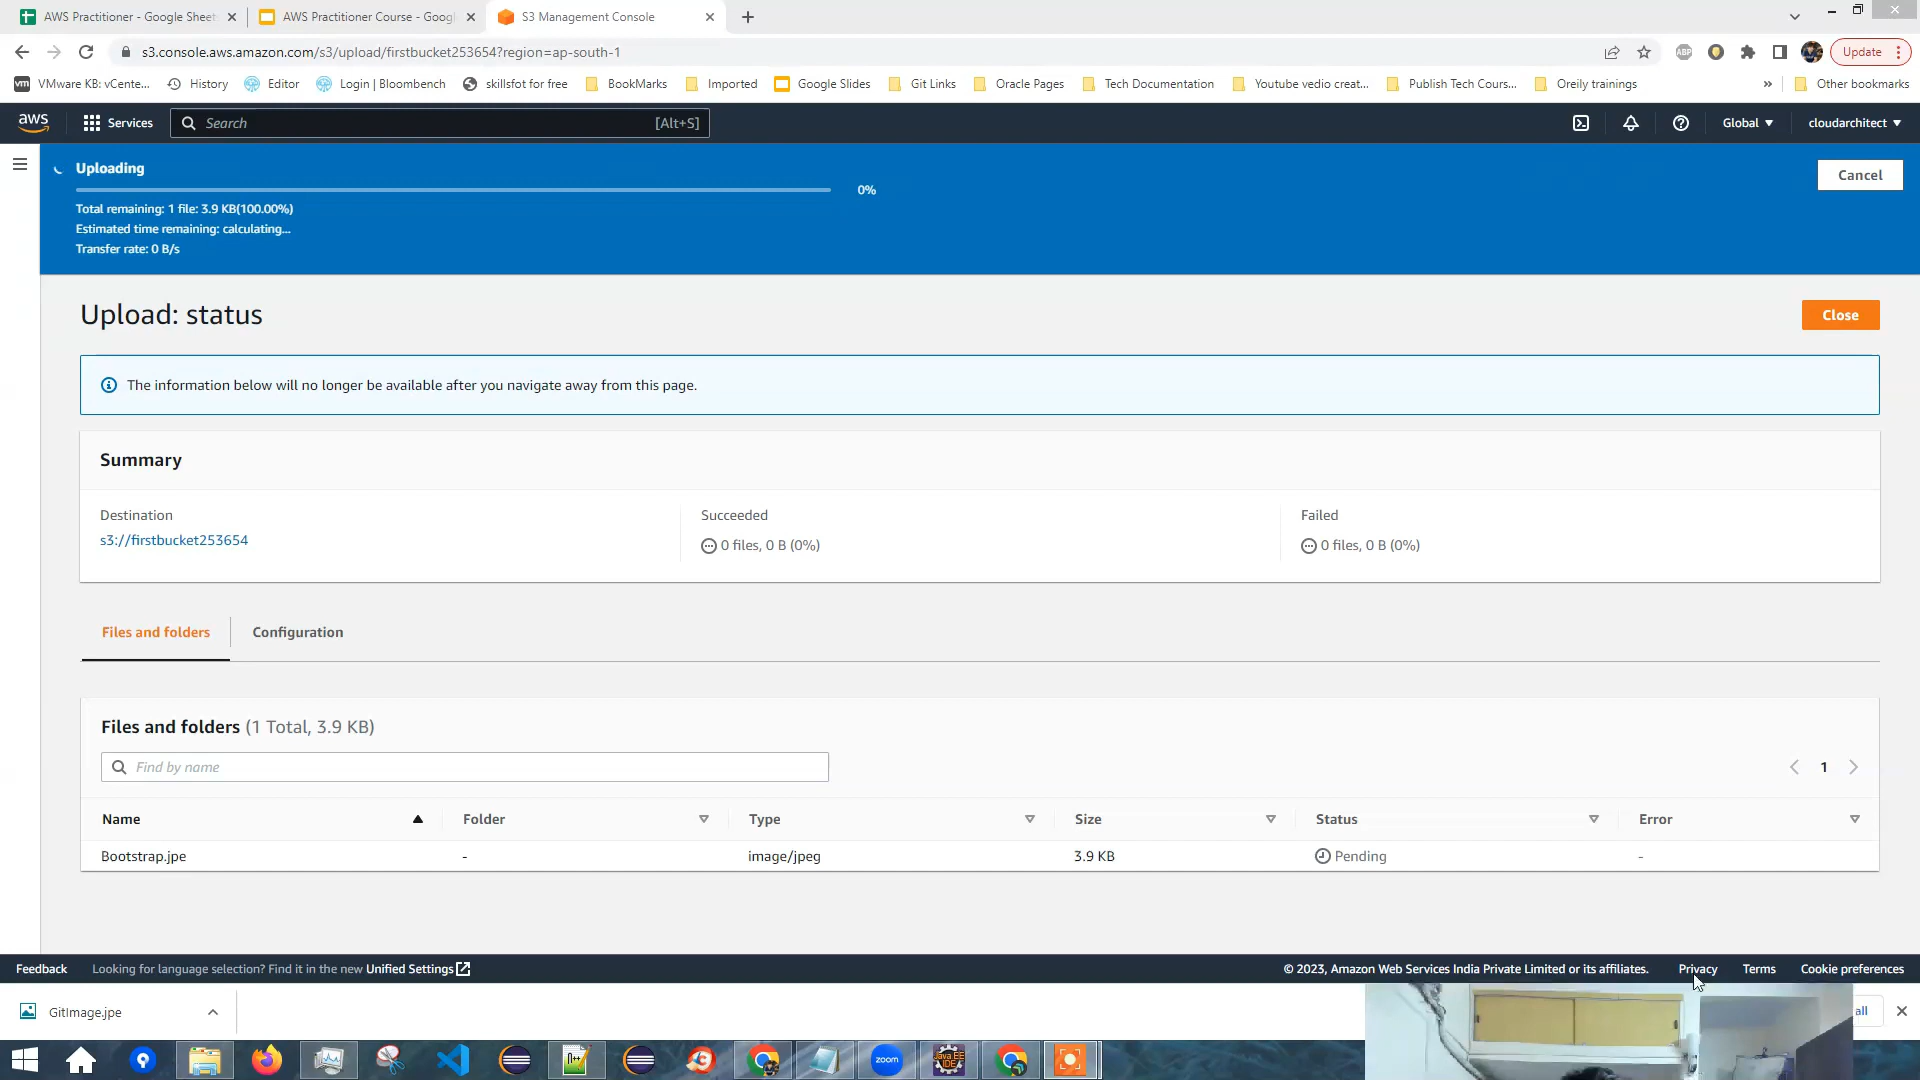 AWS Practitioner - Google Sheet
AWS Practitioner Course - Googl
S3 Management Console
s3.console.aws.amazon.com/s3/upload/firstbucket253654?region=ap-south-1
Update
VMware KB: vCente...
History
Editor
Login | Bloombench
skillsfot for free
BookMarks
Imported
Google Slides
Git Links
Oracle Pages
Tech Documentation
Youtube vedio creat...
Publish Tech Cours...
Oreily trainings
»
Other bookmarks
aws
Services
Search
[Alt+S]
Global
cloudarchitect
Uploading
Cancel
0%
Total remaining: 1 file: 3.9 KB(100.00%)
Estimated time remaining: calculating...
Transfer rate: 0 B/s
Upload: status
Close
The information below will no longer be available after you navigate away from this page.
Summary
Destination
Succeeded
Failed
s3://firstbucket253654
0 files, 0 B (0%)
0 files, 0 B (0%)
Files and folders
Configuration
Files and folders (1 Total, 3.9 KB)
Find by name
1
Name
Folder
Type
Size
Status
Error
Bootstrap.jpe
-
image/jpeg
3.9 KB
Pending
-
Feedback
Looking for language selection? Find it in the new Unified Settings
© 2023, Amazon Web Services India Private Limited or its affiliates.
Privacy
Terms
Cookie preferences
GitImage.jpe
all
zoom
Java EE
IDE